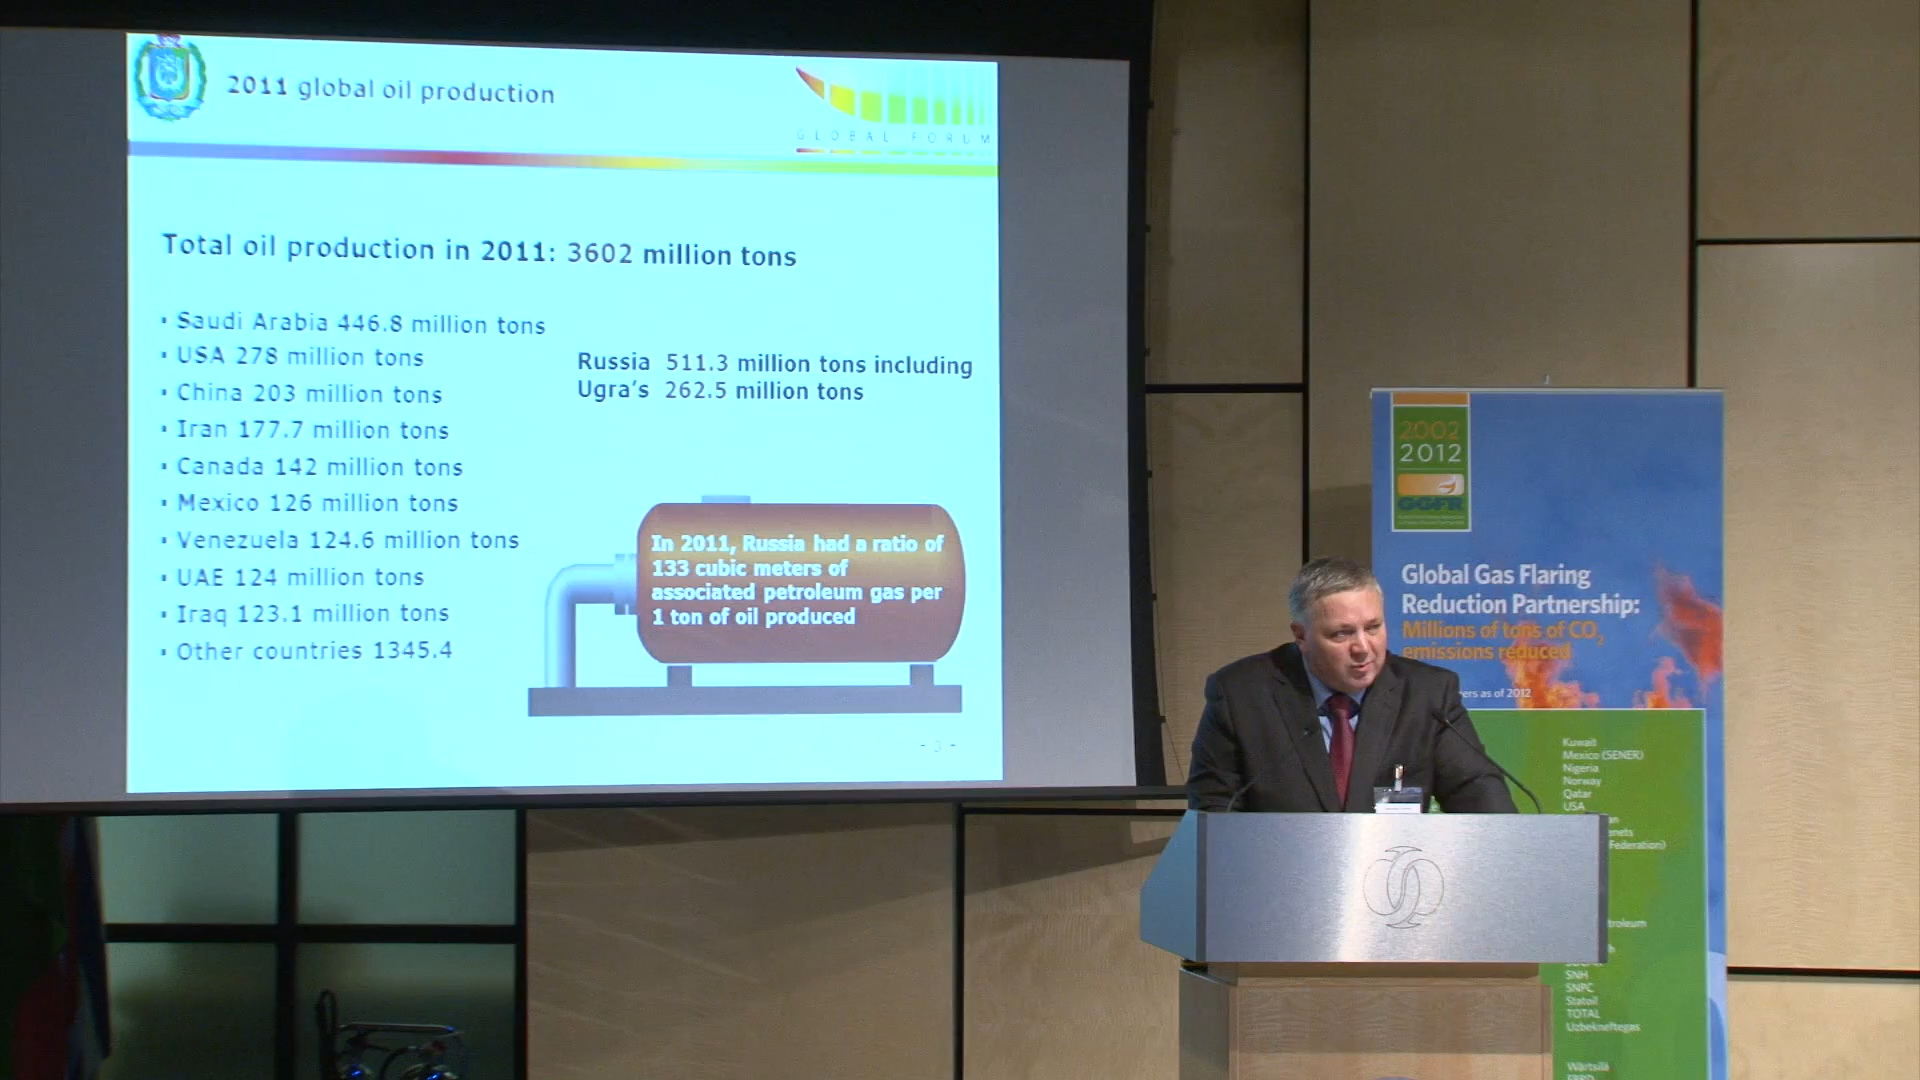 2011 global oil production
GLOBAL FORUM
Total oil production in 2011: 3602 million tons
▪ Saudi Arabia 446.8 million tons
▪ USA 278 million tons
▪ China 203 million tons
▪ Iran 177.7 million tons
▪ Canada 142 million tons
▪ Mexico 126 million tons
▪ Venezuela 124.6 million tons
▪ UAE 124 million tons
▪ Iraq 123.1 million tons
▪ Other countries 1345.4
Russia 511.3 million tons including
Ugra's 262.5 million tons
In 2011, Russia had a ratio of
133 cubic meters of
associated petroleum gas per
1 ton of oil produced
- 3 -
2002
2012
GGFR
Global Gas Flaring
Reduction Partnership:
Millions of tons of CO₂
emissions reduced
as of 2012
Kuwait
Mexico (SENER)
Nigeria
Norway
Qatar
USA
Federation)
SNH
SNPC
Statoil
TOTAL
Uzbekneftegas
Wärtsilä
EBRD